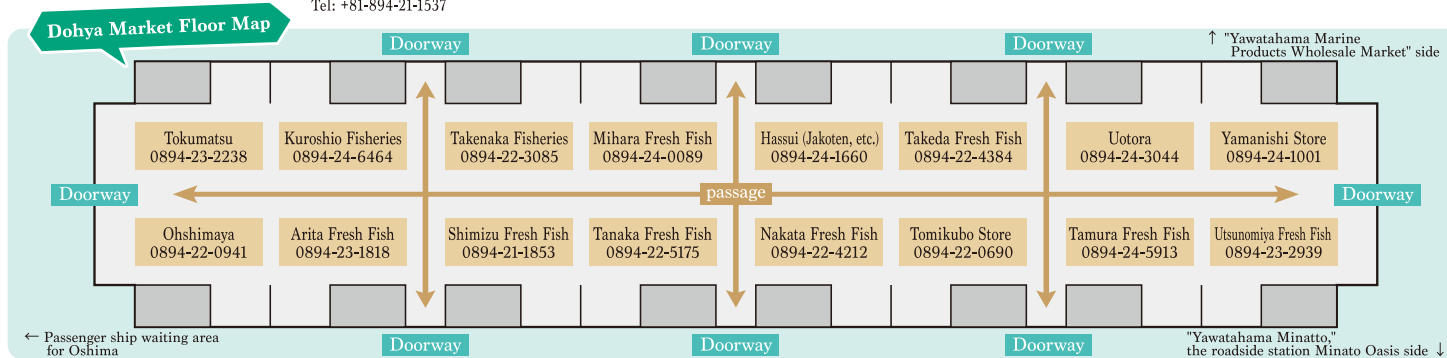 Tel: +81-894-21-1537
Dohya Market Floor Map
Doorway
Doorway
Doorway
↑ "Yawatahama Marine
Products Wholesale Market" side
Tokumatsu
0894-23-2238
Kuroshio Fisheries
0894-24-6464
Takenaka Fisheries
0894-22-3085
Mihara Fresh Fish
0894-24-0089
Hassui (Jakoten, etc.)
0894-24-1660
Takeda Fresh Fish
0894-22-4384
Uotora
0894-24-3044
Yamanishi Store
0894-24-1001
Doorway
passage
Doorway
Ohshimaya
0894-22-0941
Arita Fresh Fish
0894-23-1818
Shimizu Fresh Fish
0894-21-1853
Tanaka Fresh Fish
0894-22-5175
Nakata Fresh Fish
0894-22-4212
Tomikubo Store
0894-22-0690
Tamura Fresh Fish
0894-24-5913
Utsunomiya Fresh Fish
0894-23-2939
← Passenger ship waiting area
for Oshima
Doorway
Doorway
Doorway
"Yawatahama Minatto,"
the roadside station Minato Oasis side ↓